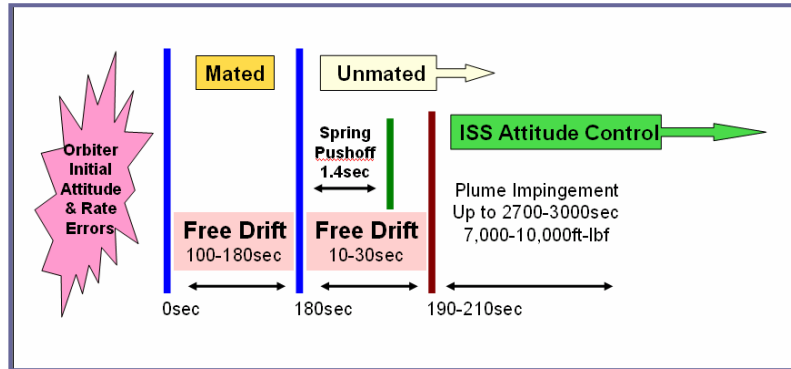 Orbiter
Initial
Attitude
& Rate
Errors
Mated
Unmated
Spring
Pushoff
1.4sec
ISS Attitude Control
Plume Impingement
Up to 2700-3000sec
7,000-10,000ft-lbf
Free Drift
100-180sec
Free Drift
10-30sec
0sec
180sec
190-210sec